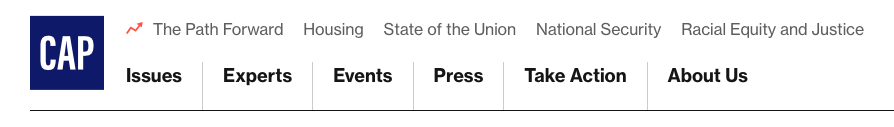 CAP
The Path Forward Housing State of the Union National Security Racial Equity and Justice
Issues Experts Events Press Take Action About Us